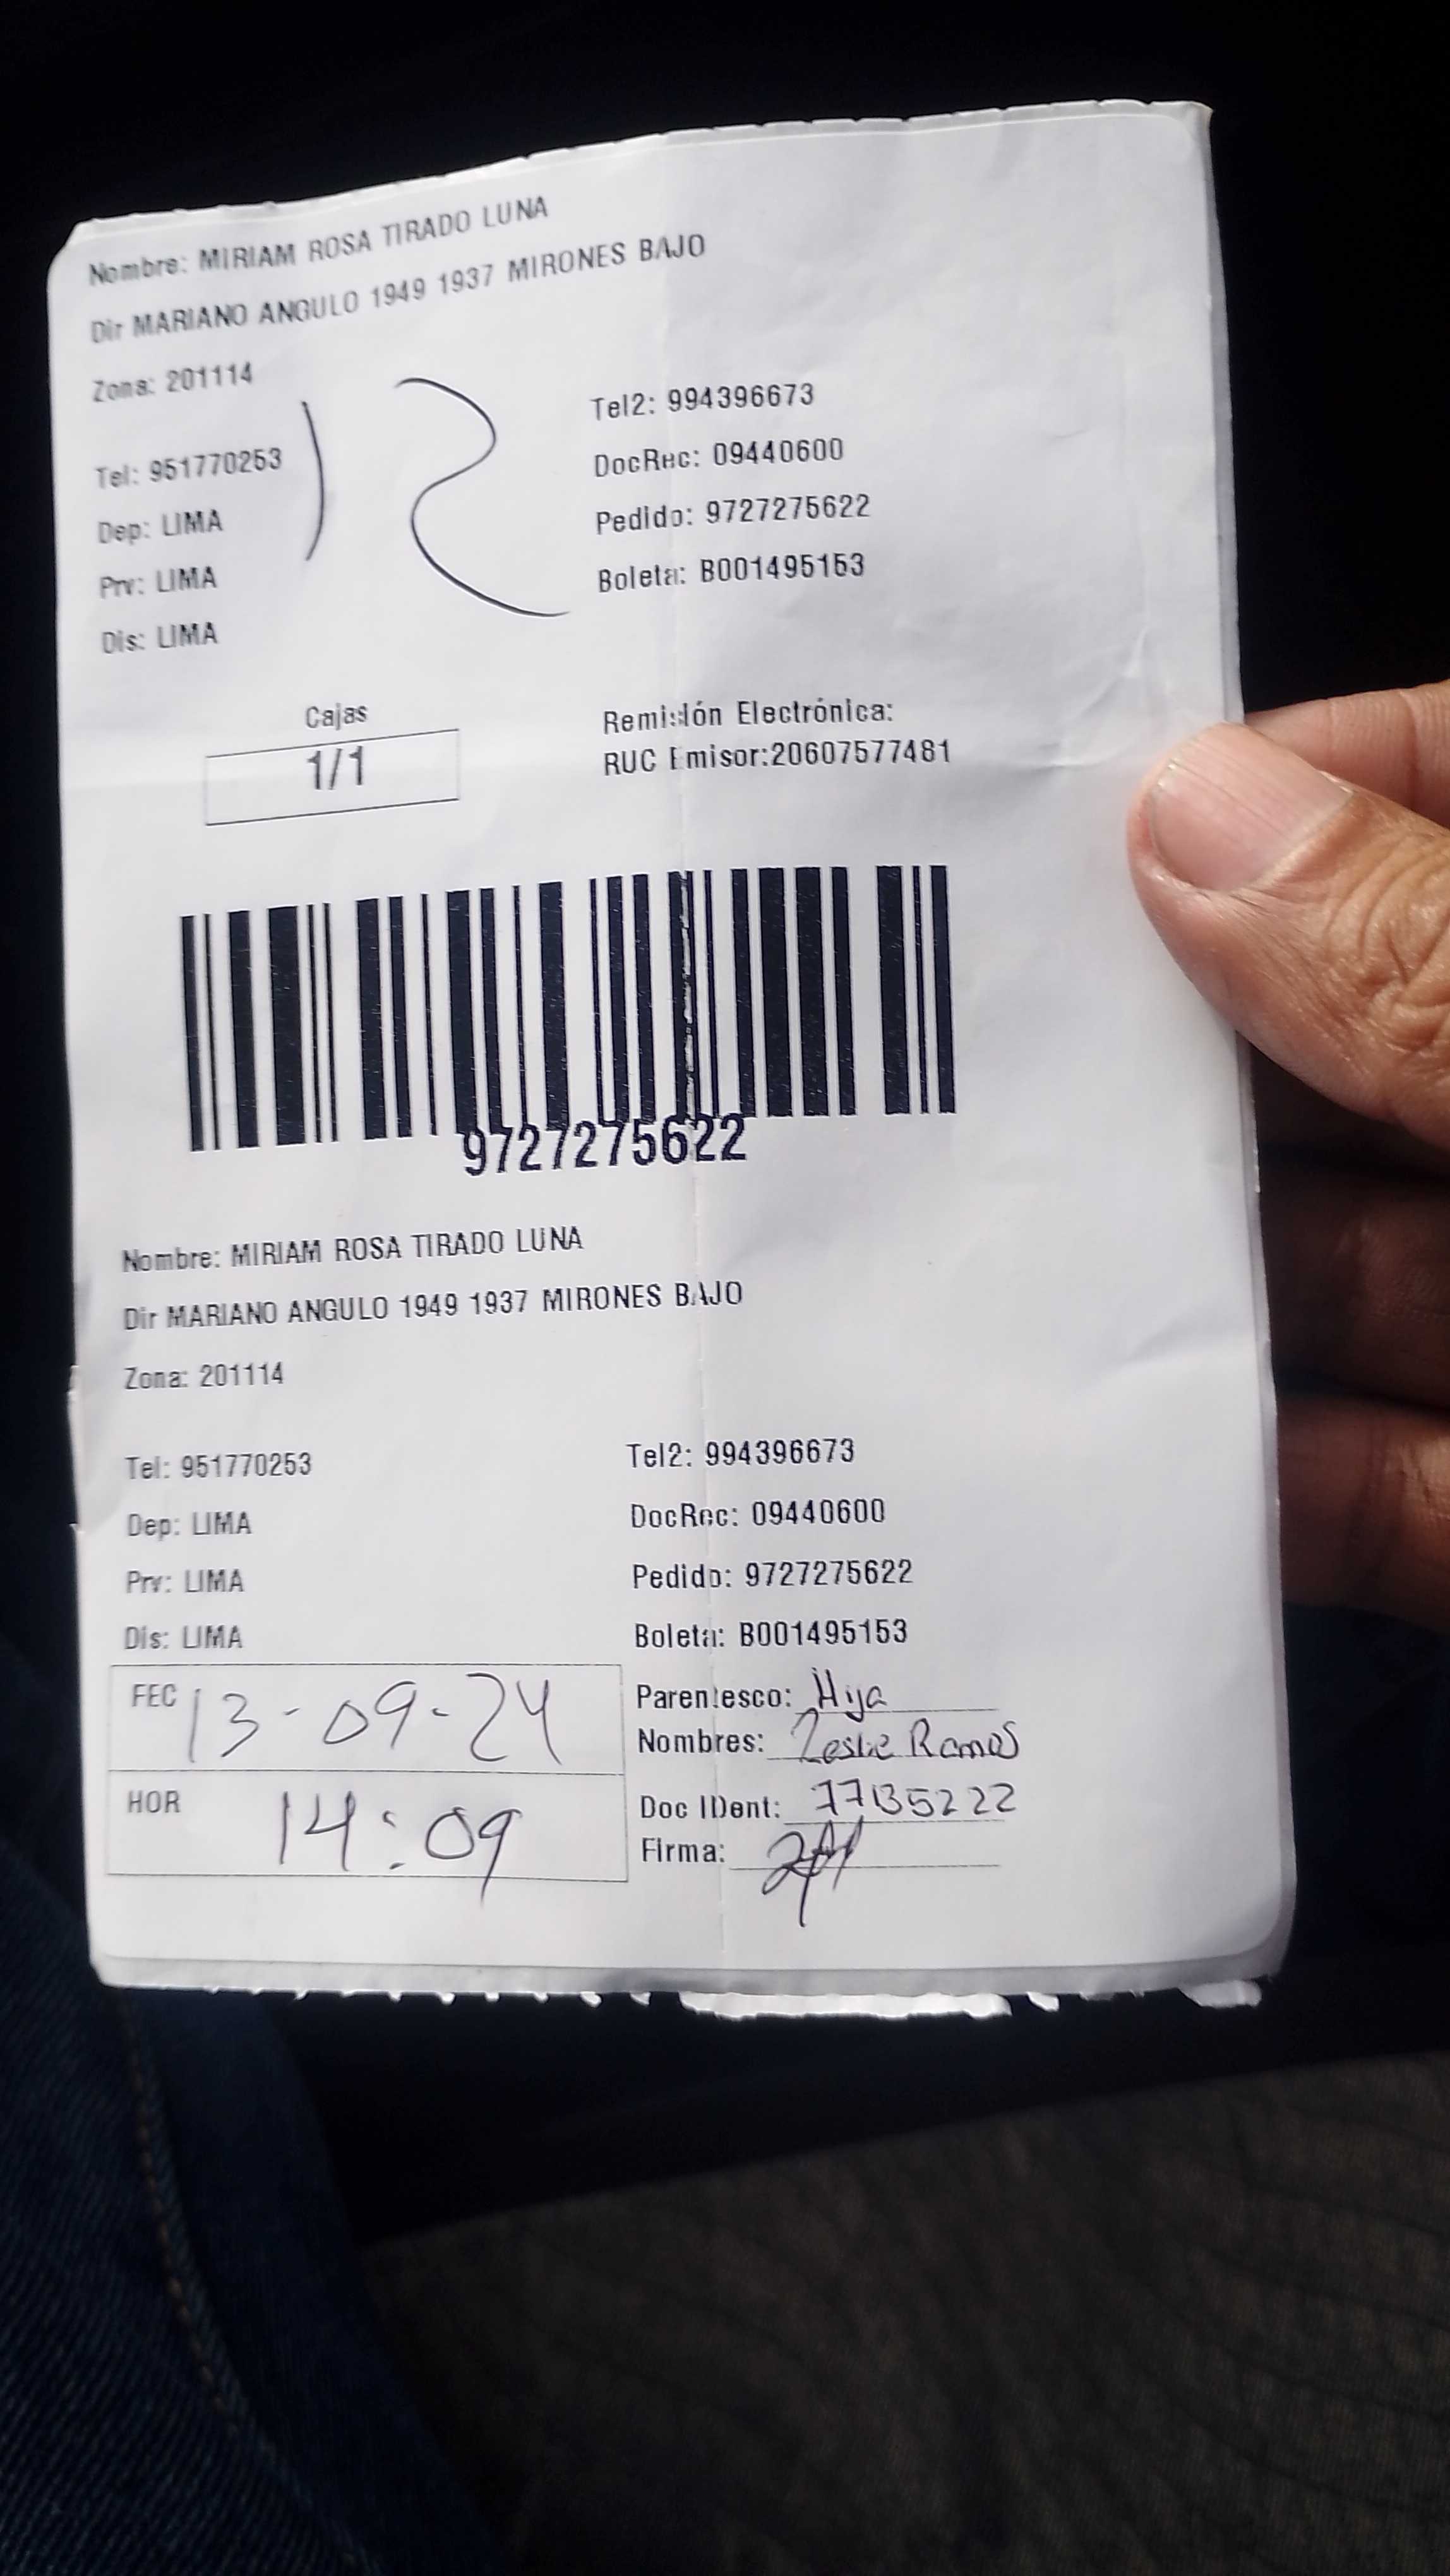 Nombre: MIRIAM ROSA TIRADO LUNA
Dir MARIANO ANGULO 1949 1937 MIRONES BAJO
Zona: 201114
12
Tel: 951770253
Tel2: 994396673
Dep: LIMA
DocRec: 09440600
Prv: LIMA
Pedido: 9727275622
Dis: LIMA
Boleta: B001495153
Cajas
1/1
Remisión Electrónica:
RUC Emisor:20607577481
9727275622
Nombre: MIRIAM ROSA TIRADO LUNA
Dir MARIANO ANGULO 1949 1937 MIRONES BAJO
Zona: 201114
Tel: 951770253
Tel2: 994396673
Dep: LIMA
DocRec: 09440600
Prv: LIMA
Pedido: 9727275622
Dis: LIMA
Boleta: B001495153
FEC 13-09-24
HOR 14:09
Parentesco: Hija
Nombres: Leslie Ramos
Doc IDent: 77135222
Firma: